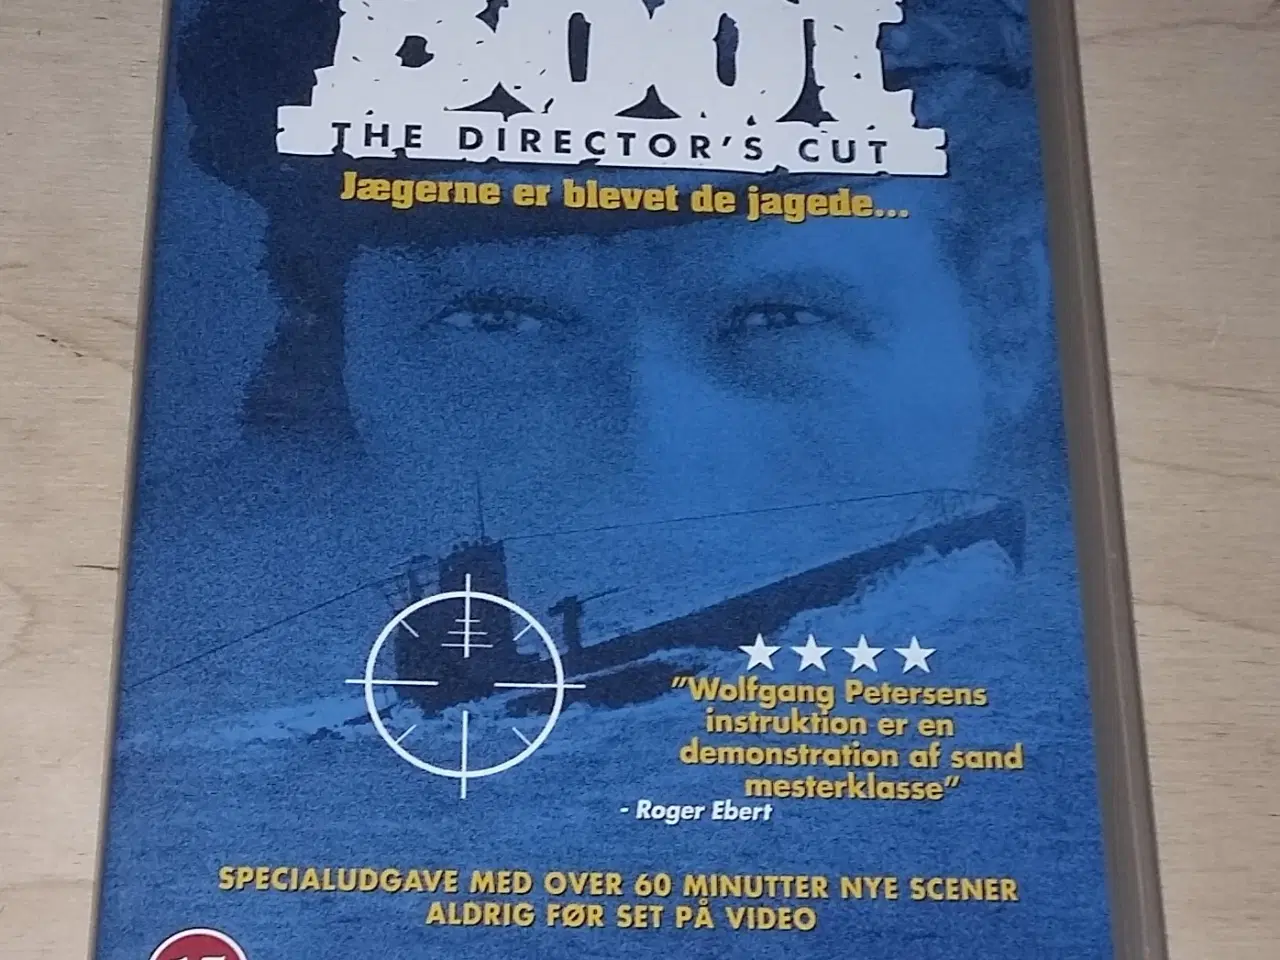 BOOT
THE DIRECTOR'S CUT
Jægerne er blevet de jagede...
"Wolfgang Petersens
instruktion er en
demonstration af sand
mesterklasse"
- Roger Ebert
SPECIALUDGAVE MED OVER 60 MINUTTER NYE SCENER
ALDRIG FØR SET PÅ VIDEO